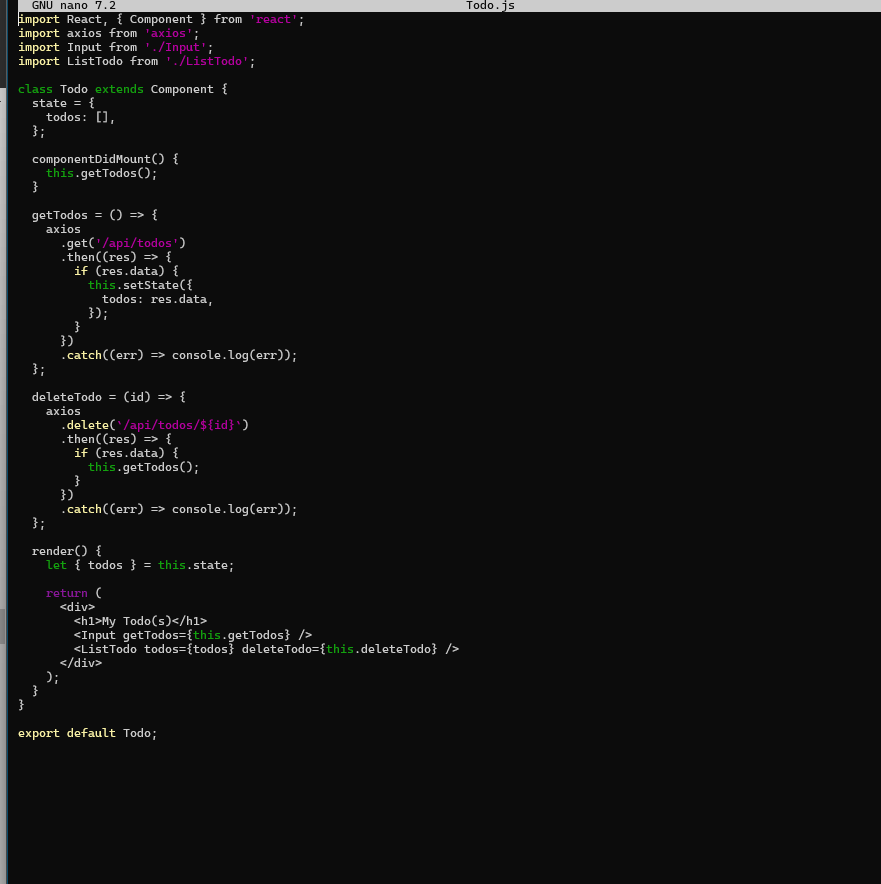 GNU nano 7.2 Todo.js
import React, { Component } from 'react';
import axios from 'axios';
import Input from './Input';
import ListTodo from './ListTodo';
class Todo extends Component {
  state = {
    todos: [],
  };
  componentDidMount() {
    this.getTodos();
  }
  getTodos = () => {
    axios
      .get('/api/todos')
      .then((res) => {
        if (res.data) {
          this.setState({
            todos: res.data,
          });
        }
      })
      .catch((err) => console.log(err));
  };
  deleteTodo = (id) => {
    axios
      .delete(`/api/todos/${id}`)
      .then((res) => {
        if (res.data) {
          this.getTodos();
        }
      })
      .catch((err) => console.log(err));
  };
  render() {
    let { todos } = this.state;
    return (
      <div>
        <h1>My Todo(s)</h1>
        <Input getTodos={this.getTodos} />
        <ListTodo todos={todos} deleteTodo={this.deleteTodo} />
      </div>
    );
  }
}
export default Todo;